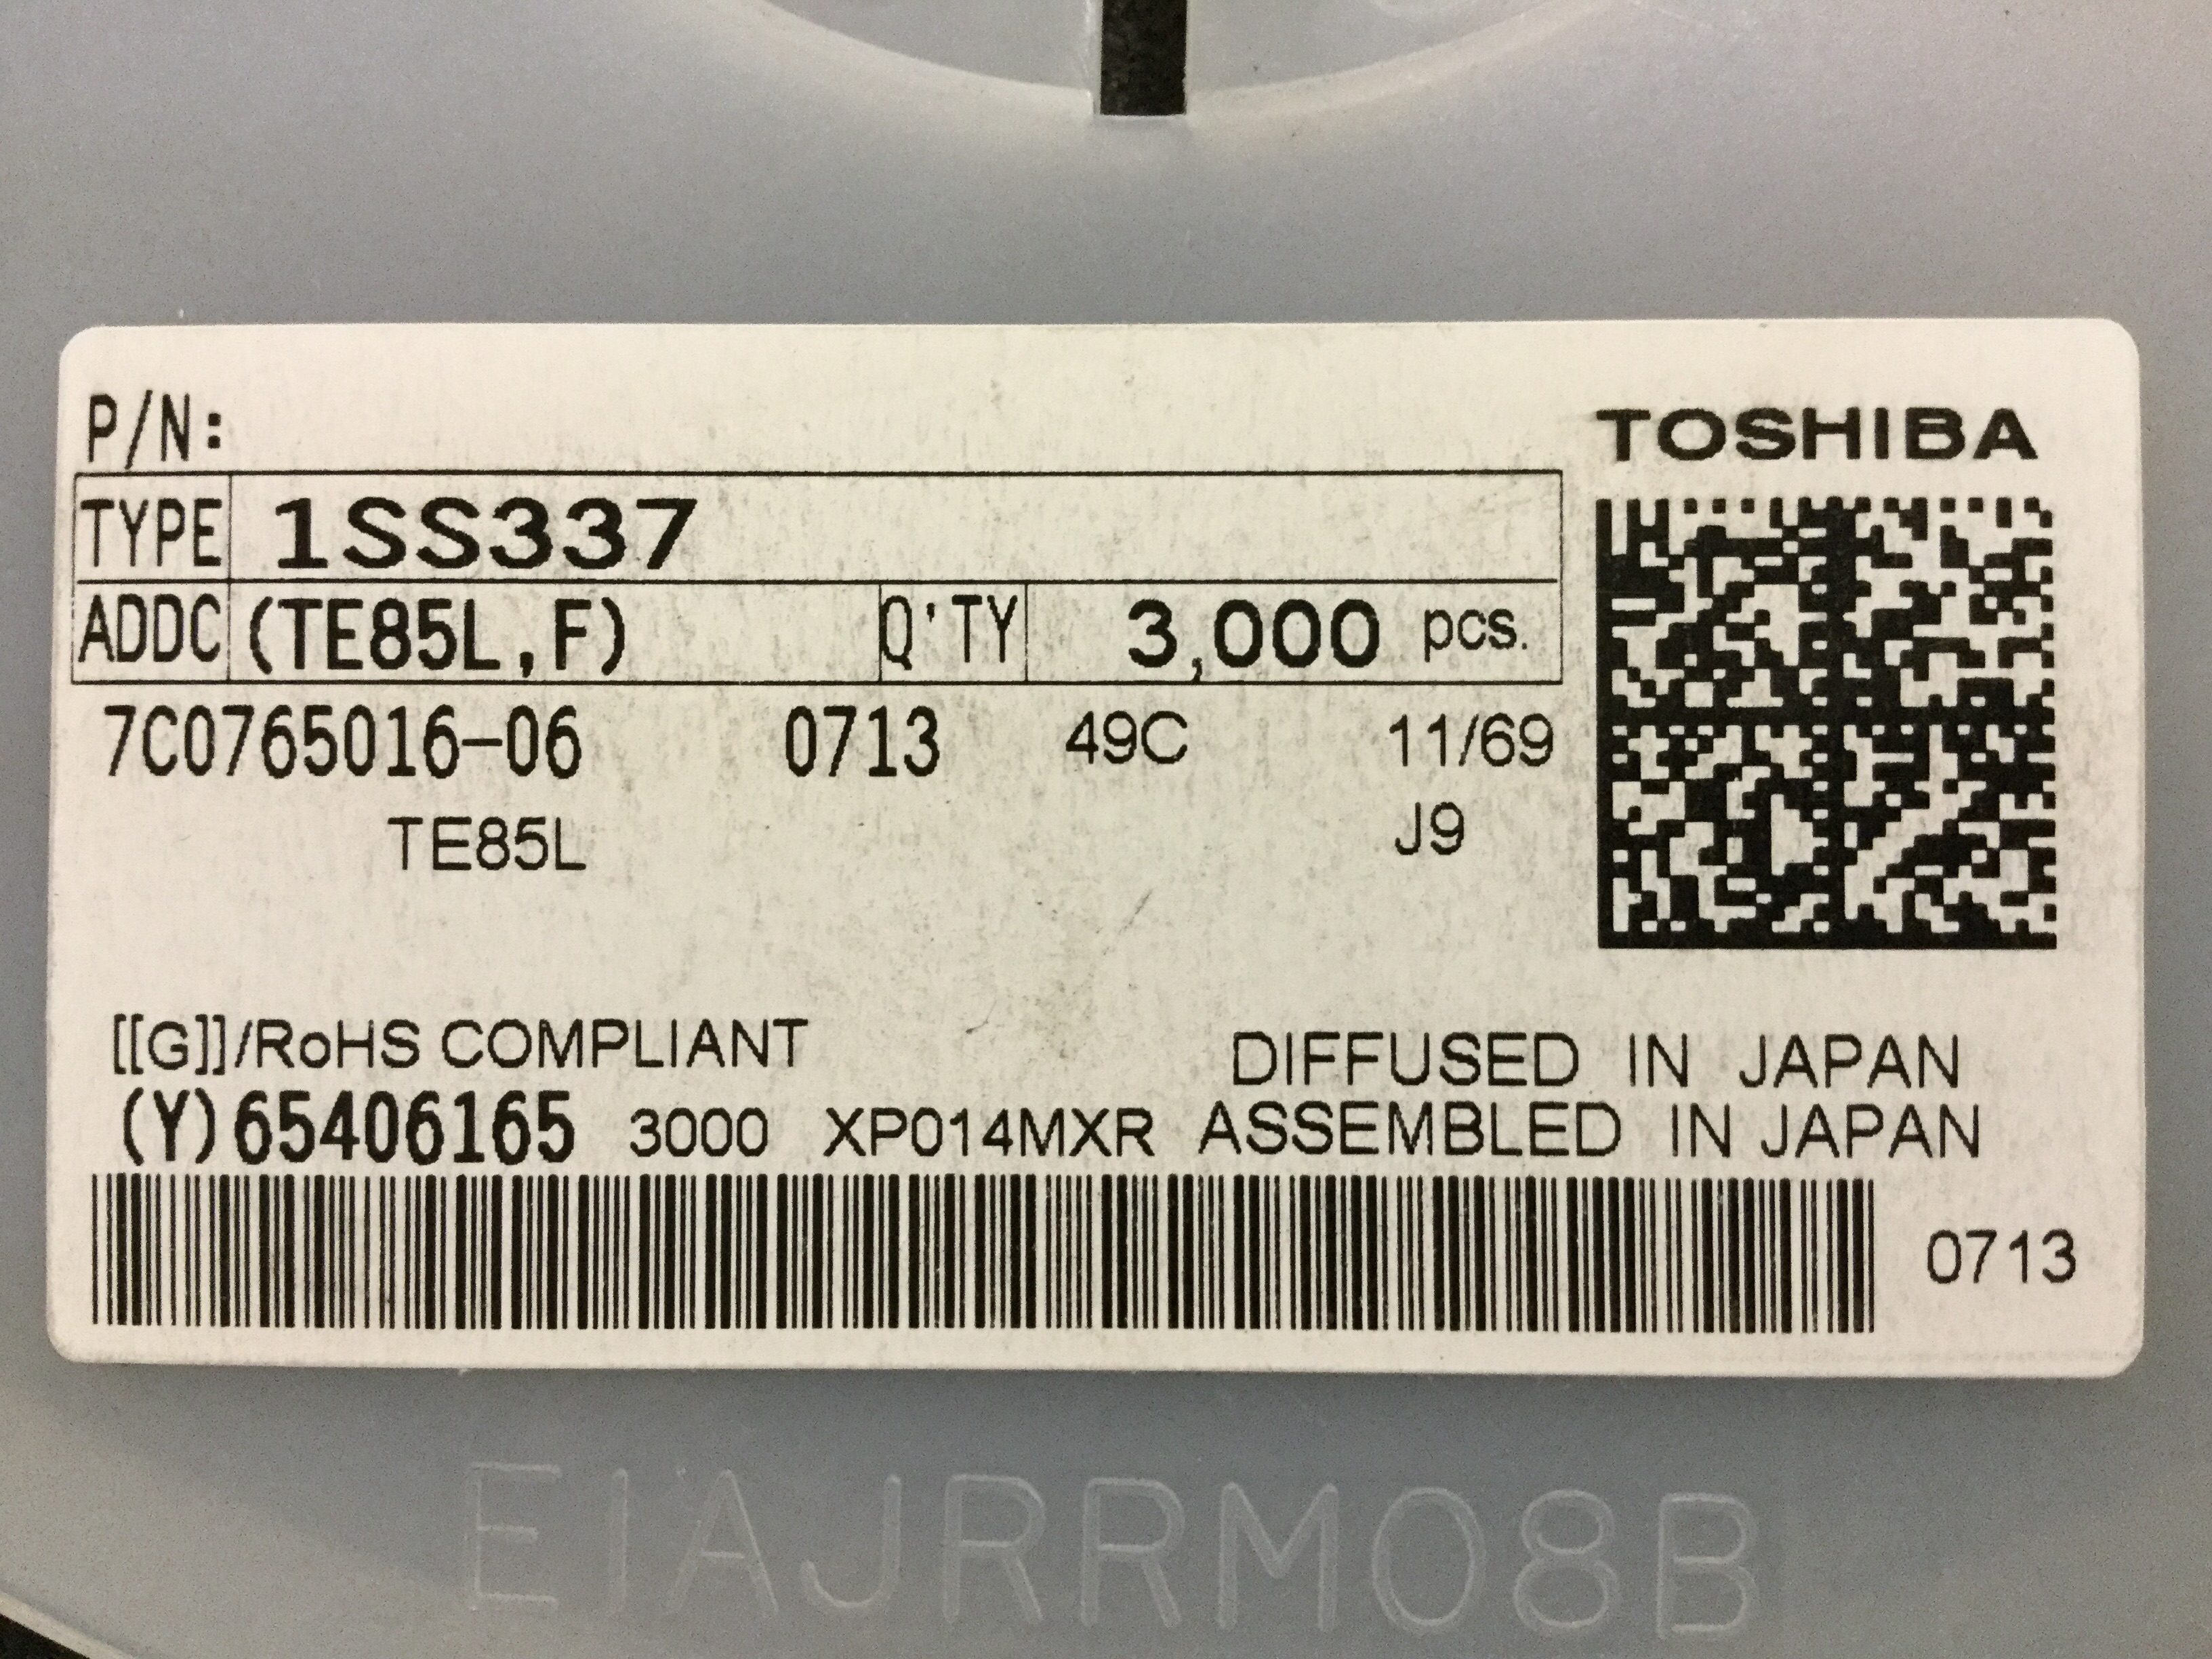 P/N:
TOSHIBA
TYPE 1SS337
ADDC (TE85L,F) Q'TY 3,000 pcs.
7C0765016-06 0713 49C 11/69
TE85L J9
[[G]]/RoHS COMPLIANT
DIFFUSED IN JAPAN
(Y)65406165 3000 XP014MXR ASSEMBLED IN JAPAN
0713
EIAJRRM08B